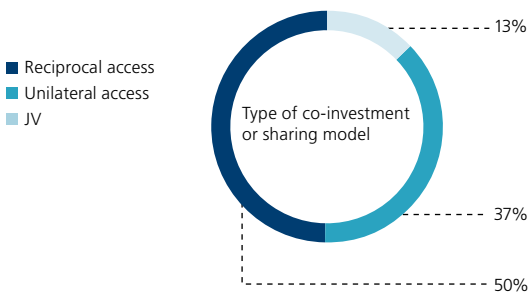 Reciprocal access
Unilateral access
JV
Type of co-investment
or sharing model
13%
37%
50%